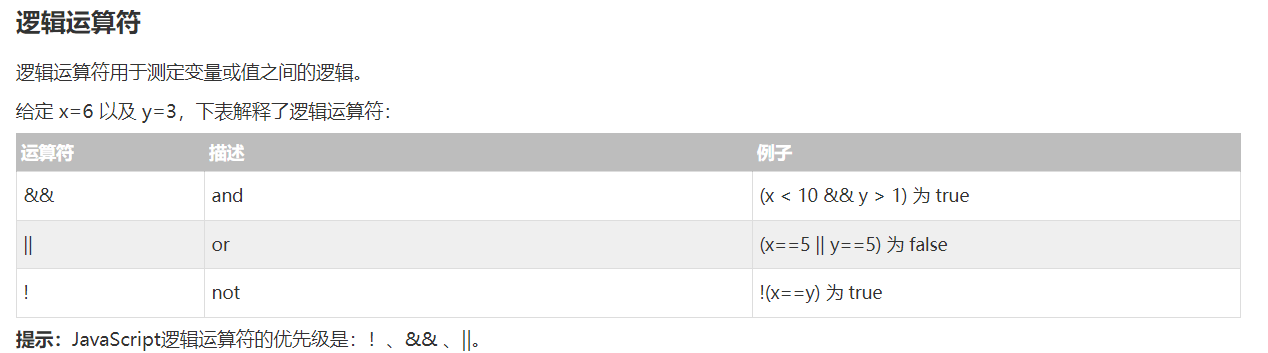 逻辑运算符
逻辑运算符用于测定变量或值之间的逻辑。
给定 x=6 以及 y=3，下表解释了逻辑运算符：
运算符 描述 例子
&& and (x < 10 && y > 1) 为 true
|| or (x==5 || y==5) 为 false
! not !(x==y) 为 true
提示：JavaScript逻辑运算符的优先级是：！、&& 、||。